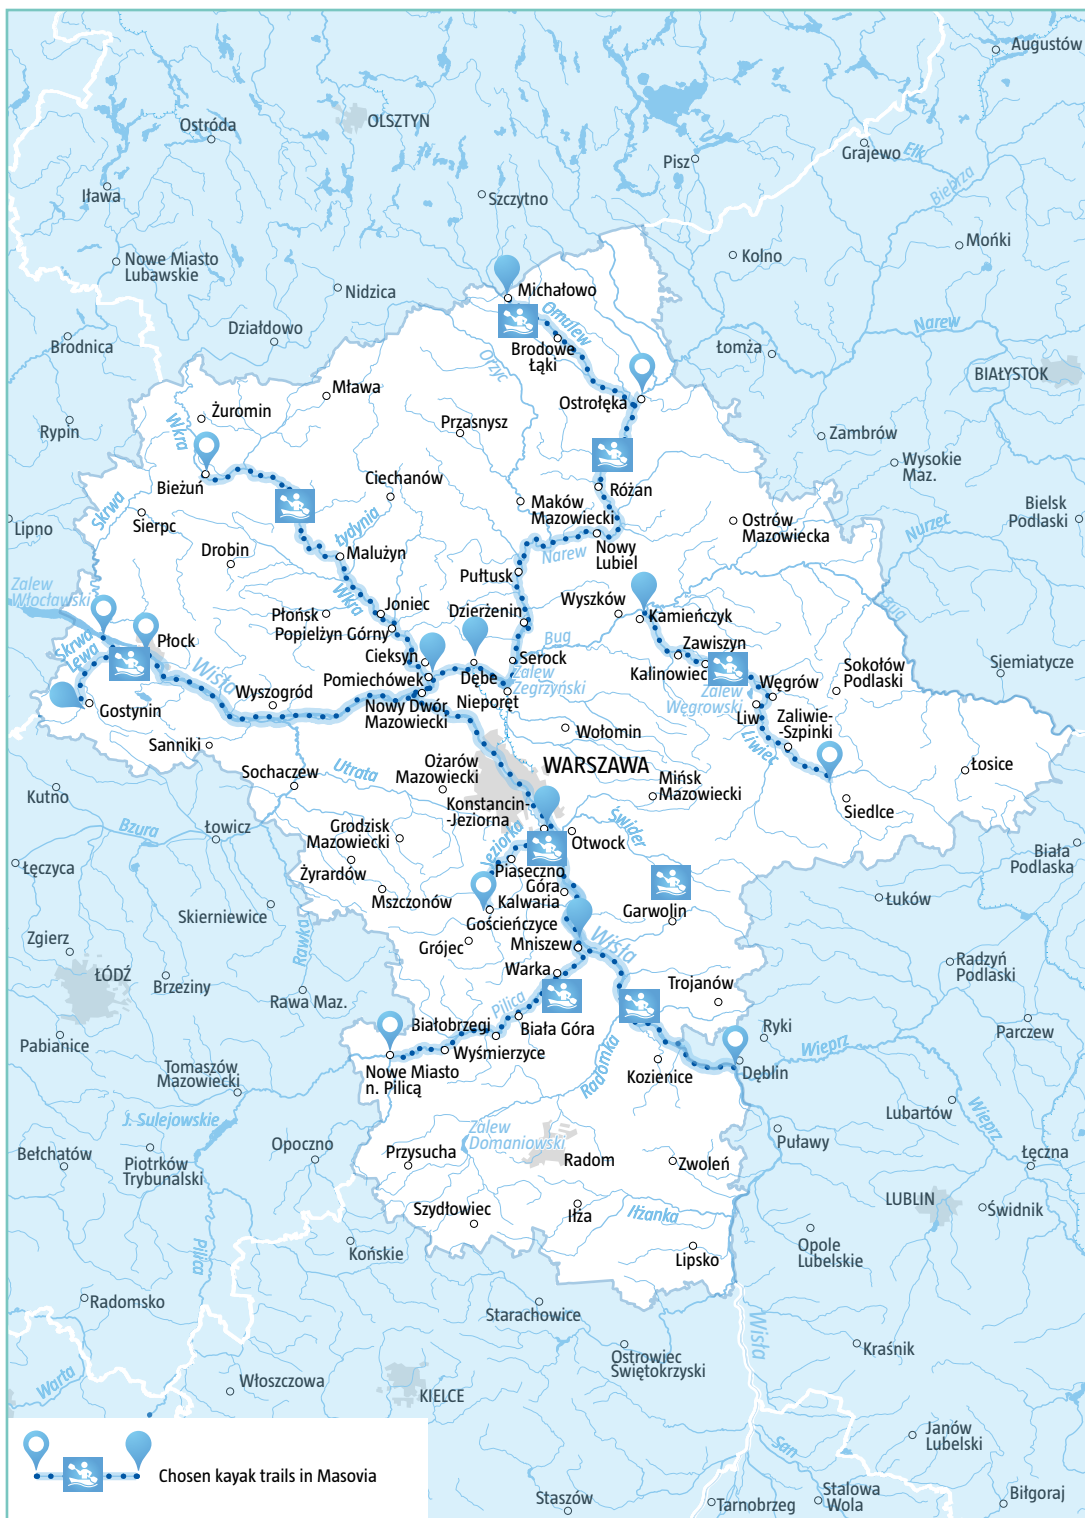 Augustów
Ostróda
OLSZTYN
Ełk
Pisz
Grajewo
Biebrza
Iława
Szczytno
Mońki
Kolno
Nowe Miasto
Lubawskie
Nidzica
Michałowo
Omulew
Działdowo
Narew
Brodnica
Brodowe
Łąki
Łomża
Orzyc
BIAŁYSTOK
Mława
Ostrołęka
Żuromin
Wkra
Przasnysz
Rypin
Zambrów
Wysokie
Maz.
Bieżuń
Ciechanów
Różan
Skrwa
Sierpc
Maków
Mazowiecki
Bielsk
Podlaski
Lipno
Łydynia
Ostrów
Mazowiecka
Nurzec
Drobin
Malużyn
Narew
Nowy
Lubiel
Zalew
Włocławski
Pułtusk
Wkra
Joniec
Wyszków
Bug
Płońsk
Popielżyn Górny
Dzierżenin
Kamieńczyk
Płock
Skrwa
Lewa
Bug
Zawiszyn
Cieksyn
Serock
Kalinowiec
Sokołów
Podlaski
Siemiatycze
Wisła
Pomiechówek
Dębe
Zalew
Zegrzyński
Wyszogród
Węgrów
Zalew
Węgrowski
Gostynin
Nowy Dwór
Mazowiecki
Nieporęt
Liw
Zaliwie-
-Szpinki
Wołomin
Liwiec
Sanniki
Ożarów
Mazowiecki
WARSZAWA
Łosice
Sochaczew
Utrata
Mińsk
Mazowiecki
Kutno
Konstancin-
-Jeziorna
Siedlce
Bzura
Łowicz
Grodzisk
Mazowiecki
Jeziorka
Otwock
Świder
Łęczyca
Biała
Podlaska
Żyrardów
Piaseczno
Góra
Kalwaria
Mszczonów
Łuków
Skierniewice
Gościeńczyce
Garwolin
Rawka
Zgierz
Grójec
Mniszew
Wisła
ŁÓDŹ
Warka
Radzyń
Podlaski
Brzeziny
Trojanów
Rawa Maz.
Pilica
Białobrzegi
Biała Góra
Ryki
Parczew
Pabianice
Wyśmierzyce
Wieprz
Tomaszów
Mazowiecki
Nowe Miasto
n. Pilicą
Radomka
Kozienice
Dęblin
Lubartów
Wieprz
J. Sulejowskie
Zalew
Domaniowski
Puławy
Bełchatów
Piotrków
Trybunalski
Opoczno
Przysucha
Radom
Zwoleń
Łęczna
LUBLIN
Szydłowiec
Iłża
Iłżanka
Świdnik
Końskie
Opole
Lubelskie
Pilica
Lipsko
Radomsko
Starachowice
Wisła
Ostrowiec
Świętokrzyski
Kraśnik
Warta
Włoszczowa
KIELCE
Janów
Lubelski
San
Chosen kayak trails in Masovia
Staszów
Tarnobrzeg
Stalowa
Wola
Biłgoraj